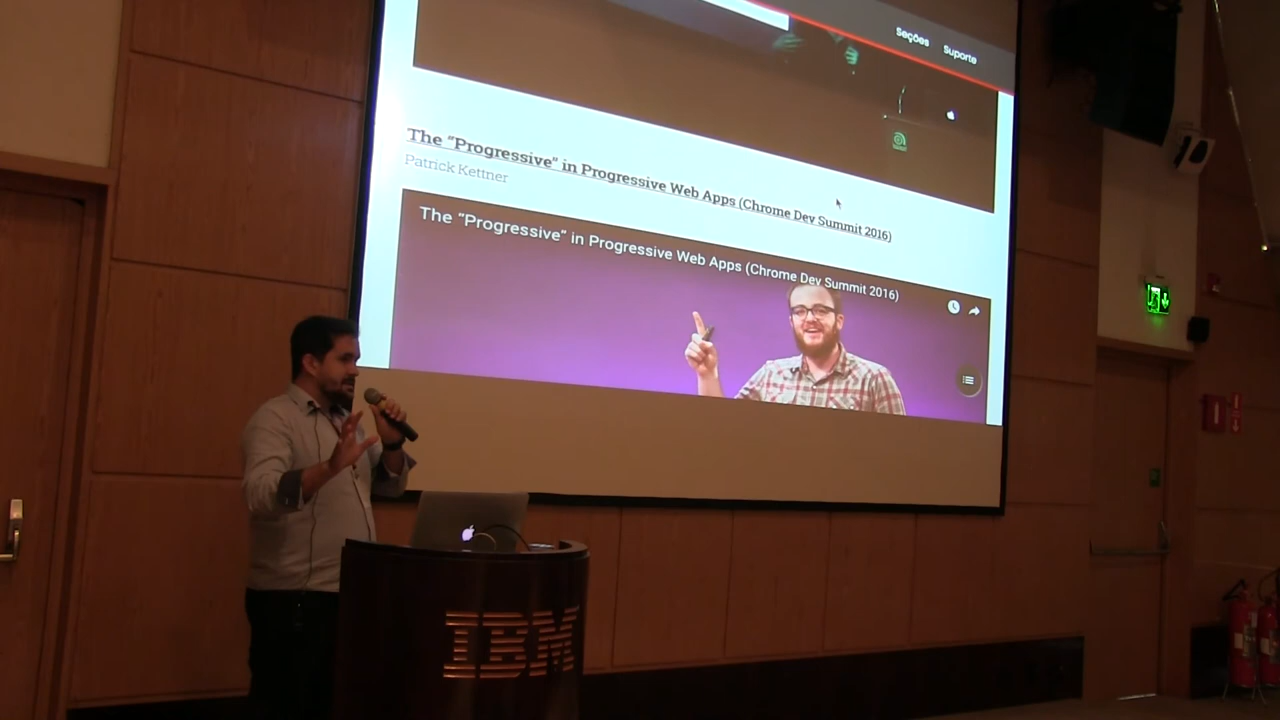 Seções Suporte
The “Progressive” in Progressive Web Apps (Chrome Dev Summit 2016)
Patrick Kettner
The “Progressive” in Progressive Web Apps (Chrome Dev Summit 2016)
IBM